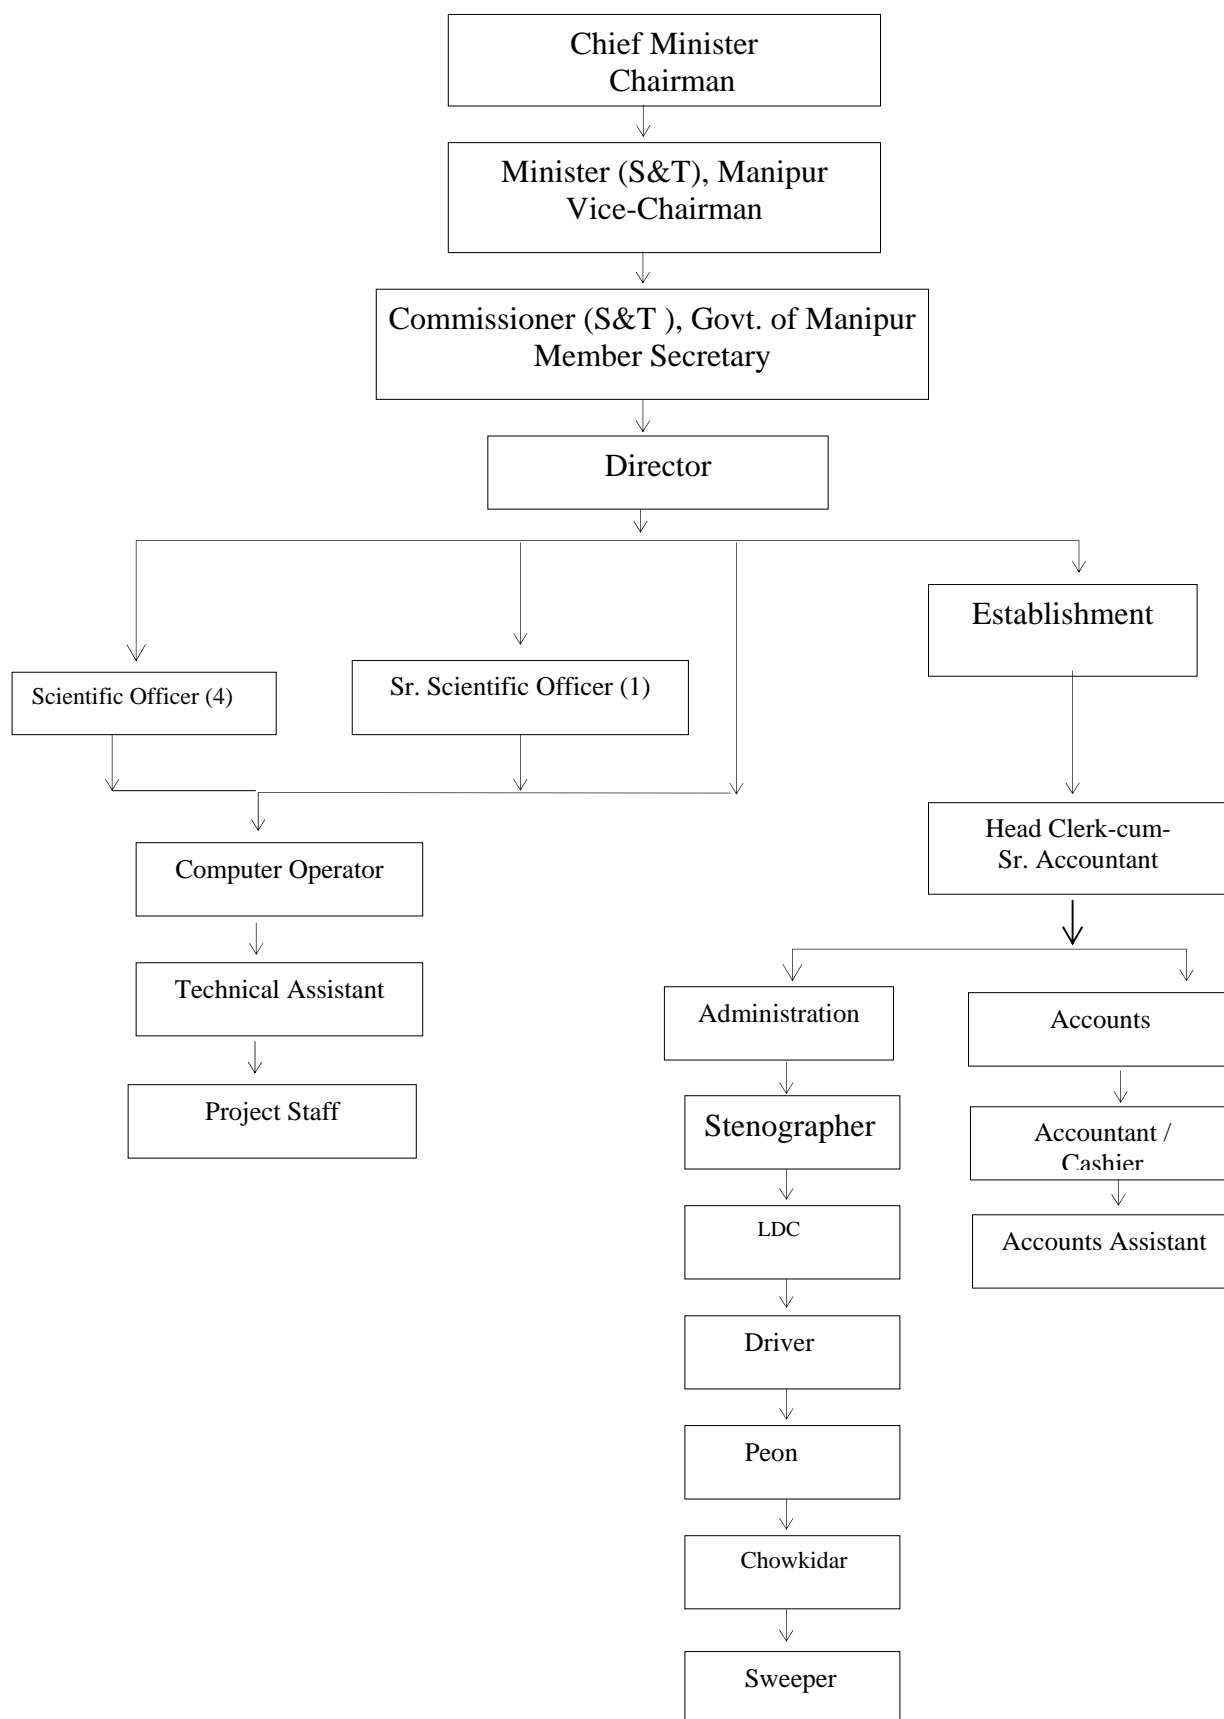 Chief Minister
Chairman
Minister (S&T), Manipur
Vice-Chairman
Commissioner (S&T ), Govt. of Manipur
Member Secretary
Director
Establishment
Scientific Officer (4)
Sr. Scientific Officer (1)
Head Clerk-cum-
Sr. Accountant
Computer Operator
Technical Assistant
Project Staff
Administration
Accounts
Stenographer
Accountant /
Cashier
LDC
Accounts Assistant
Driver
Peon
Chowkidar
Sweeper